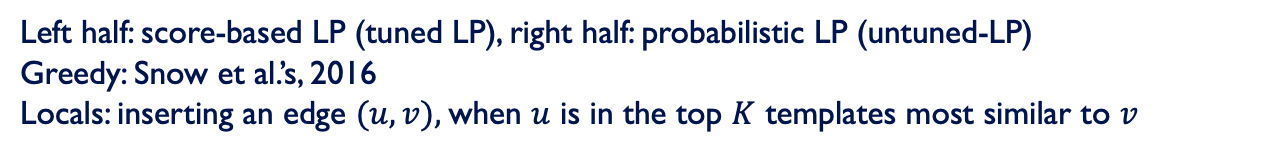 Left half: score-based LP (tuned LP), right half: probabilistic LP (untuned-LP)
Greedy: Snow et al.'s, 2016
Locals: inserting an edge (𝑢, 𝑣), when 𝑢 is in the top 𝐾 templates most similar to 𝑣